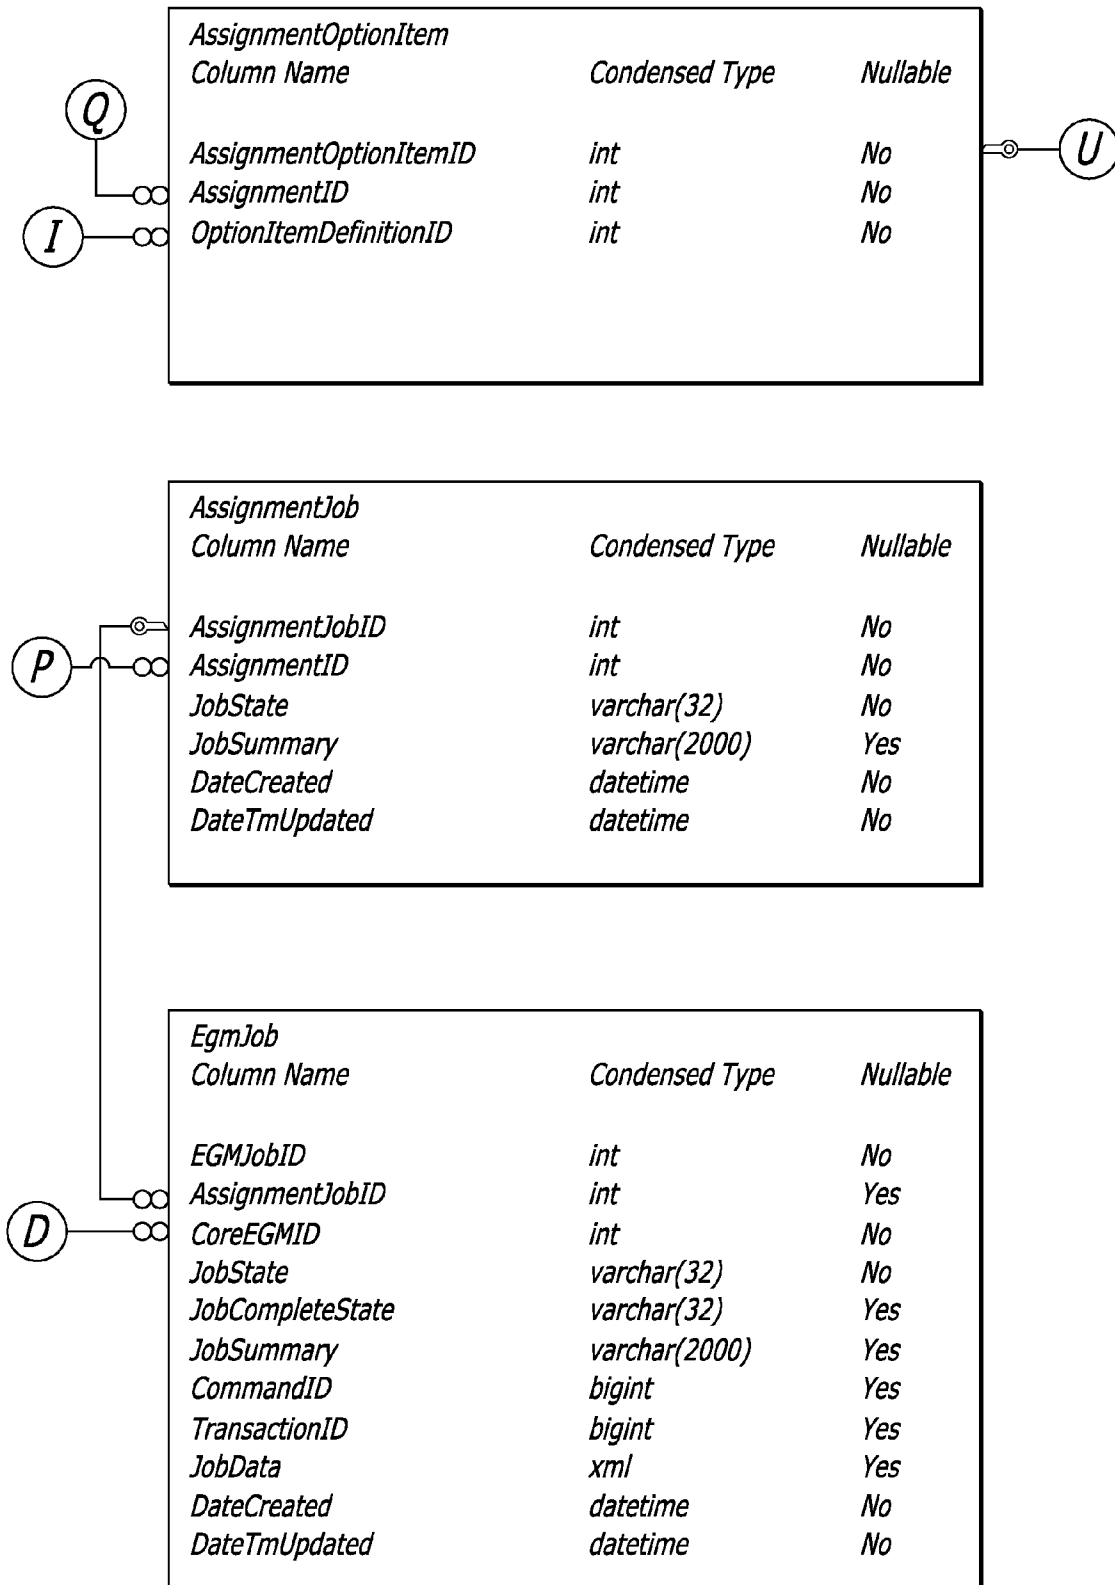 AssignmentOptionItem
Column Name Condensed Type Nullable
Q
AssignmentOptionItemID int No
U
AssignmentID int No
I
OptionItemDefinitionID int No
AssignmentJob
Column Name Condensed Type Nullable
AssignmentJobID int No
P
AssignmentID int No
JobState varchar(32) No
JobSummary varchar(2000) Yes
DateCreated datetime No
DateTmUpdated datetime No
EgmJob
Column Name Condensed Type Nullable
EGMJobID int No
AssignmentJobID int Yes
D
CoreEGMID int No
JobState varchar(32) No
JobCompleteState varchar(32) Yes
JobSummary varchar(2000) Yes
CommandID bigint Yes
TransactionID bigint Yes
JobData xml Yes
DateCreated datetime No
DateTmUpdated datetime No